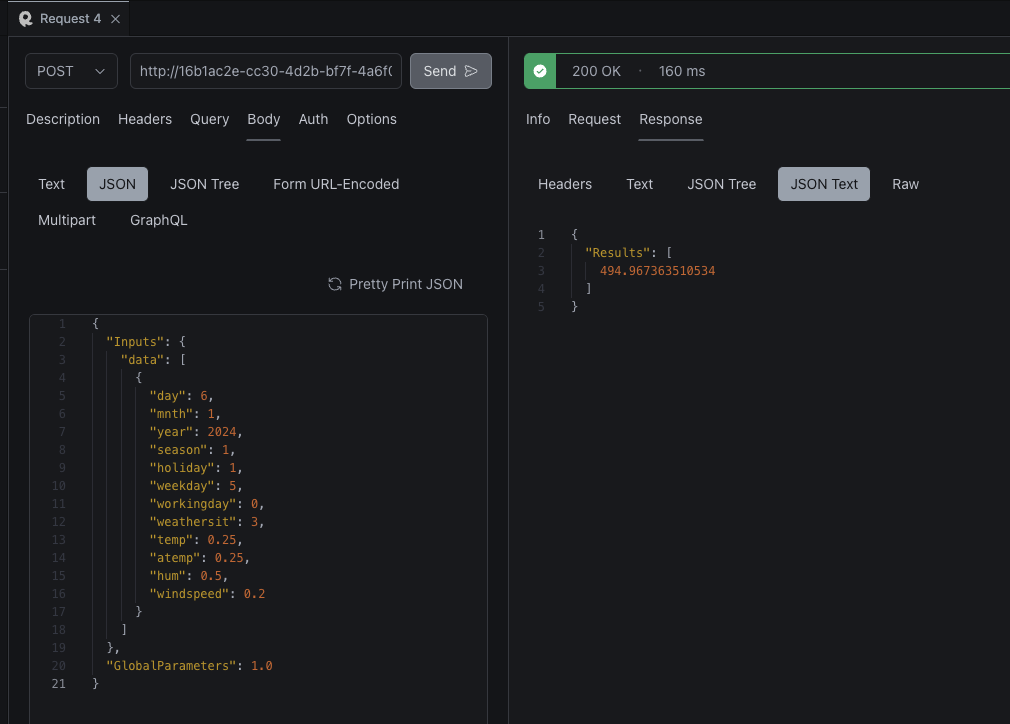 Request 4
POST
http://16b1ac2e-cc30-4d2b-bf7f-4a6f(
Send
Description Headers Query Body Auth Options
Text JSON JSON Tree Form URL-Encoded
Multipart GraphQL
Pretty Print JSON
1 {
2 "Inputs": {
3 "data": [
4 {
5 "day": 6,
6 "mnth": 1,
7 "year": 2024,
8 "season": 1,
9 "holiday": 1,
10 "weekday": 5,
11 "workingday": 0,
12 "weathersit": 3,
13 "temp": 0.25,
14 "atemp": 0.25,
15 "hum": 0.5,
16 "windspeed": 0.2
17 }
18 ]
19 },
20 "GlobalParameters": 1.0
21 }
200 OK · 160 ms
Info Request Response
Headers Text JSON Tree JSON Text Raw
1 {
2 "Results": [
3 494.967363510534
4 ]
5 }